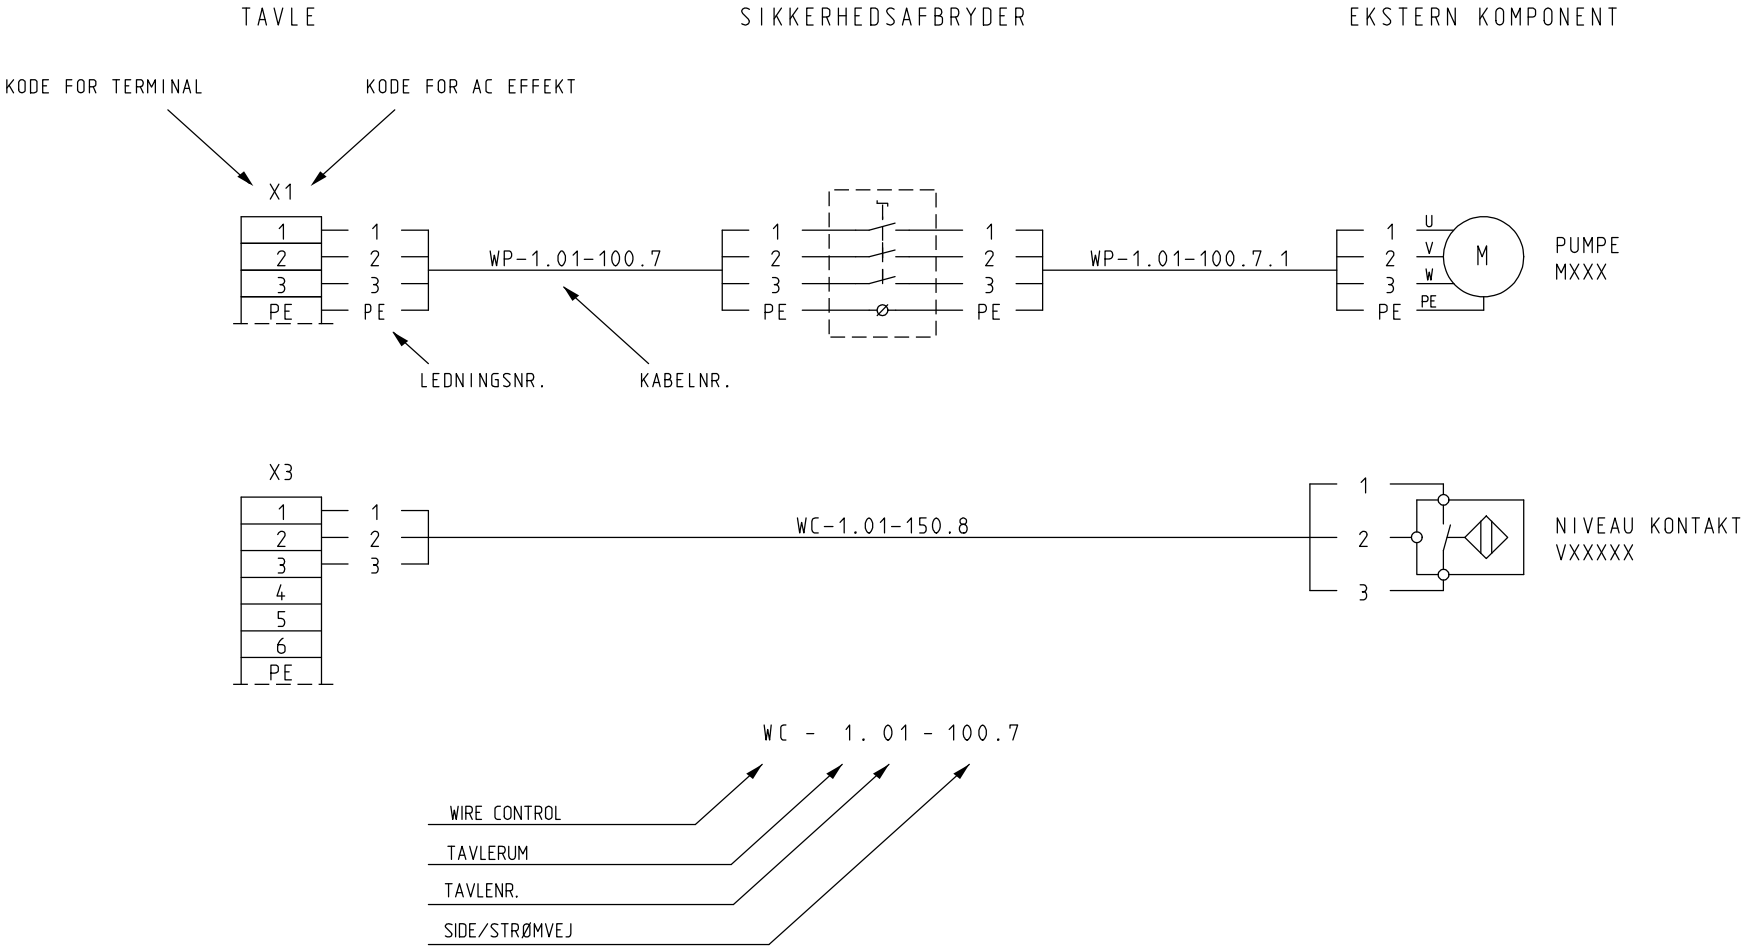 TAVLE
SIKKERHEDSAFBRYDER
EKSTERN KOMPONENT
KODE FOR TERMINAL
KODE FOR AC EFFEKT
X1
1 1 1 1 1 U
2 2 WP-1.01-100.7 2 2 WP-1.01-100.7.1 2 V M PUMPE
3 3 3 3 3 W MXXX
PE PE PE PE PE PE
LEDNINGSNR.
KABELNR.
X3
1 1 1
2 2 WC-1.01-150.8 2 NIVEAU KONTAKT
3 3 3 VXXXXX
4
5
6
PE
WC - 1. 01 - 100.7
WIRE CONTROL
TAVLERUM
TAVLENR.
SIDE/STRØMVEJ